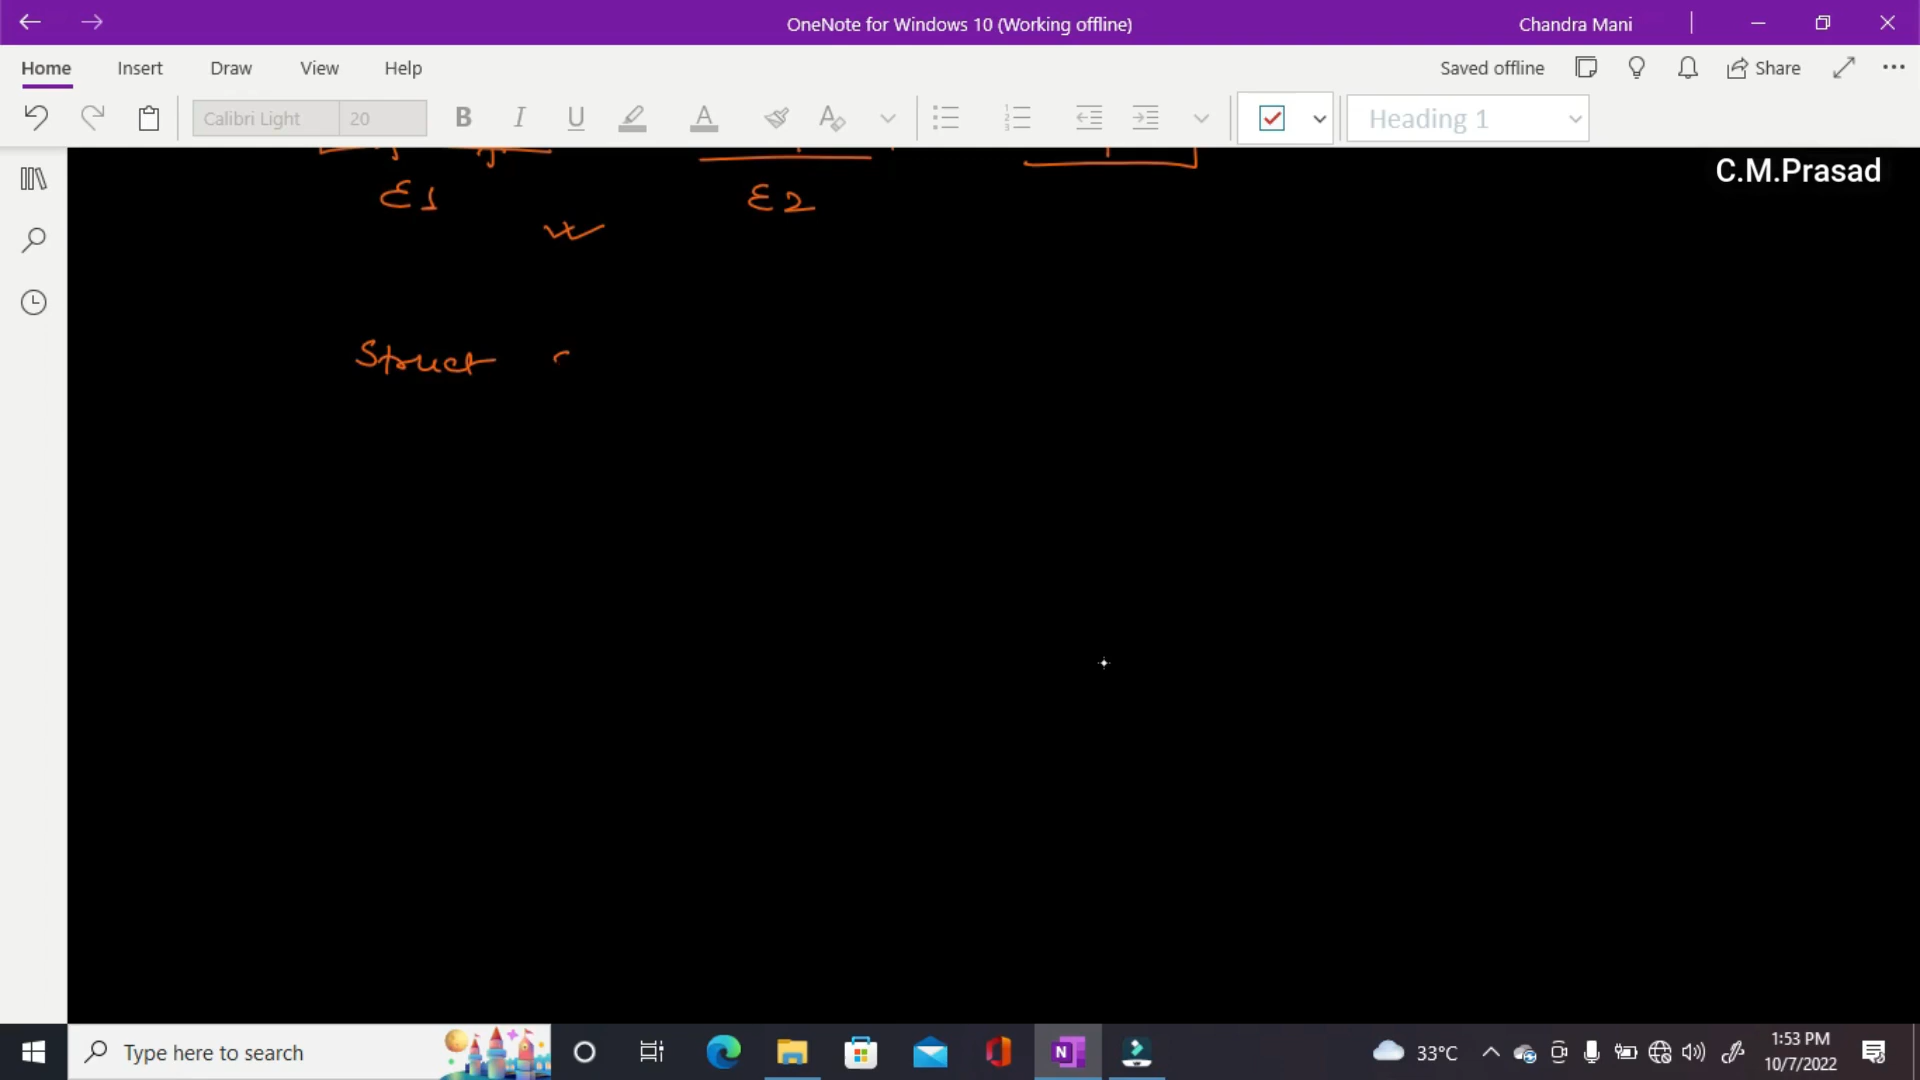 OneNote for Windows 10 (Working offline) Chandra Mani
Home Insert Draw View Help Saved offline Share
Calibri Light 20 B I U A A Heading 1
C.M.Prasad
E1 E2
Struct
Type here to search 33°C 1:53 PM
10/7/2022